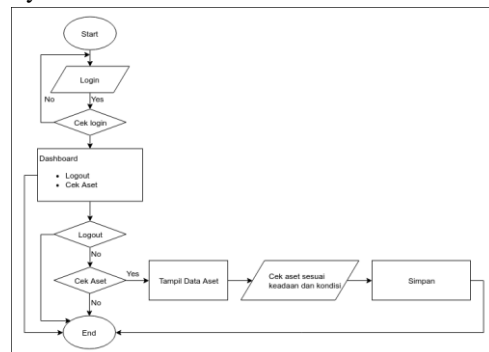 Start
Login
No
Yes
Cek login
Dashboard
• Logout
• Cek Aset
Logout
No
Cek Aset
Yes
Tampil Data Aset
Cek aset sesuai
keadaan dan kondisi
Simpan
No
End